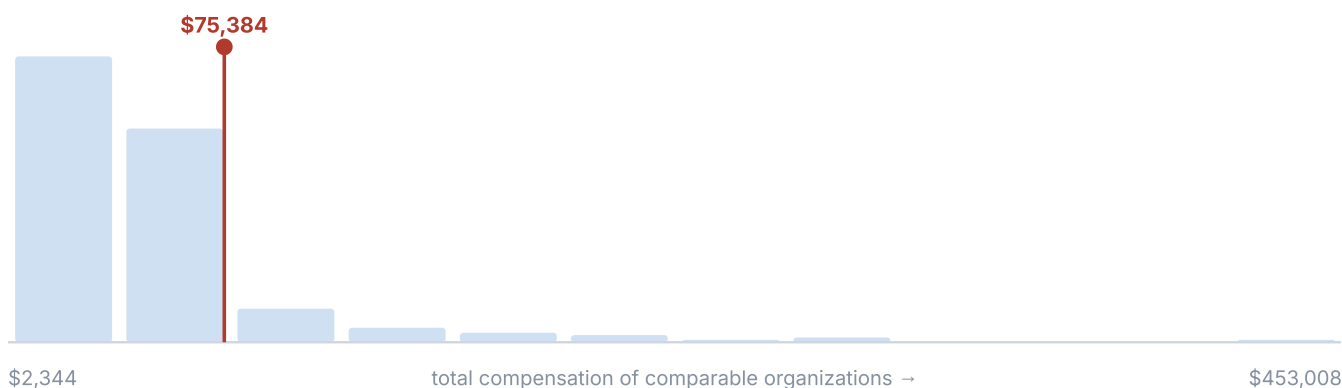 $75,384
$2,344
total compensation of comparable organizations →
$453,008